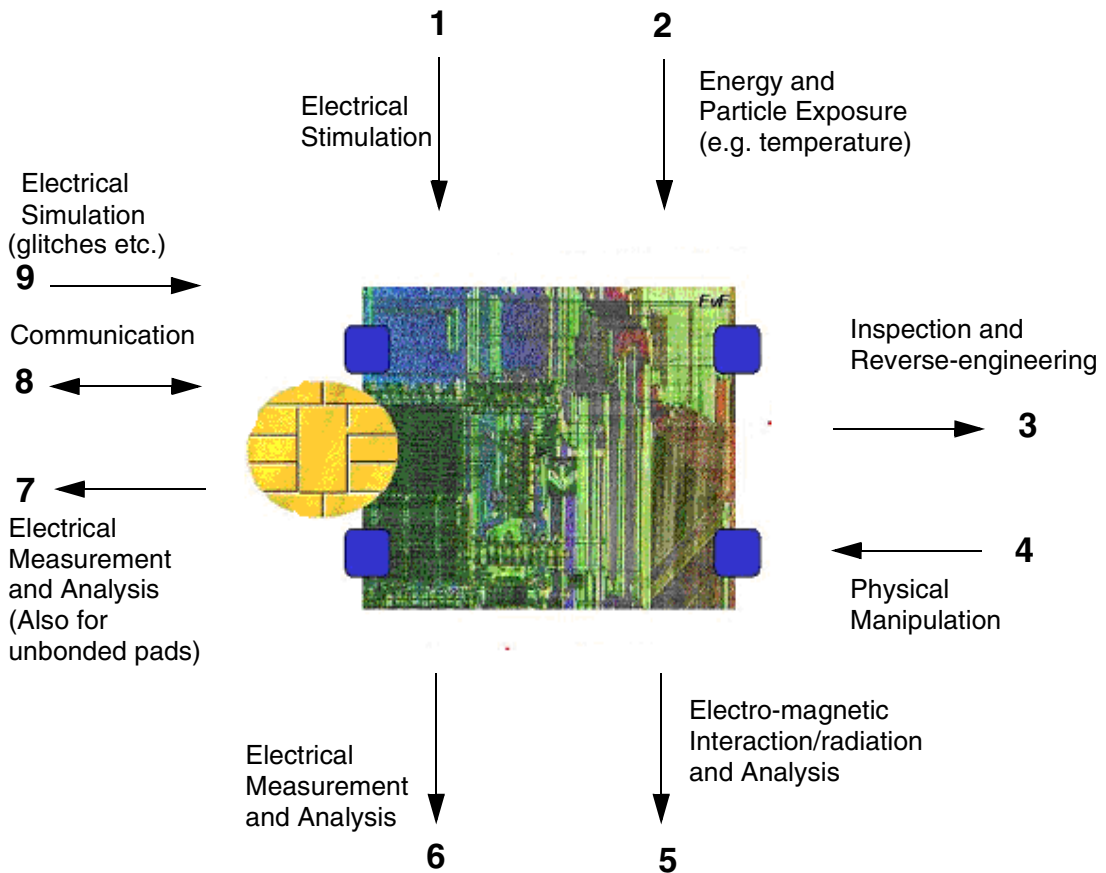 1
2
Electrical
Stimulation
Energy and
Particle Exposure
(e.g. temperature)
Electrical
Simulation
(glitches etc.)
9
Communication
8
7
Electrical
Measurement
and Analysis
(Also for
unbonded pads)
FvF
Inspection and
Reverse-engineering
3
4
Physical
Manipulation
Electrical
Measurement
and Analysis
6
Electro-magnetic
Interaction/radiation
and Analysis
5